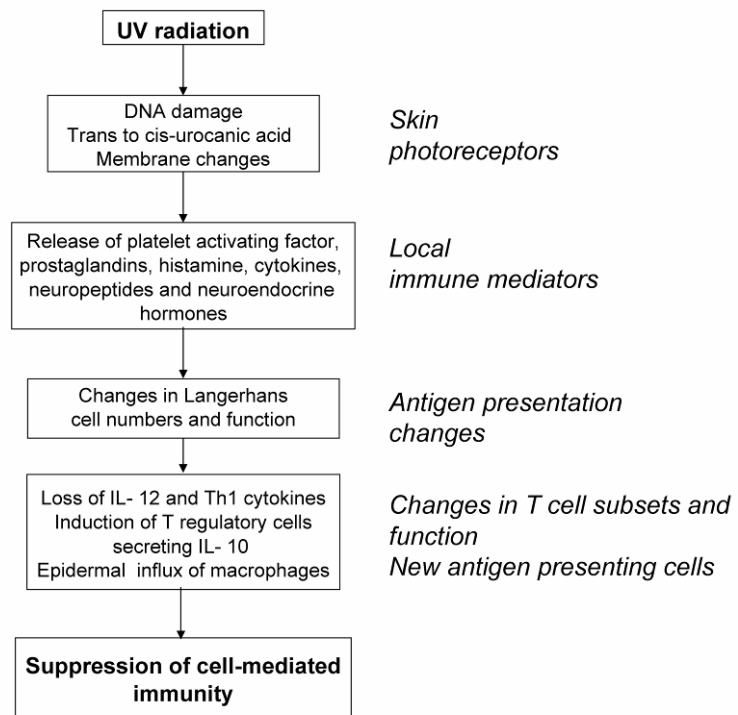 UV radiation
DNA damage
Trans to cis-urocanic acid
Membrane changes
Skin
photoreceptors
Release of platelet activating factor,
prostaglandins, histamine, cytokines,
neuropeptides and neuroendocrine
hormones
Local
immune mediators
Changes in Langerhans
cell numbers and function
Antigen presentation
changes
Loss of IL- 12 and Th1 cytokines
Induction of T regulatory cells
secreting IL- 10
Epidermal influx of macrophages
Changes in T cell subsets and
function
New antigen presenting cells
Suppression of cell-mediated
immunity